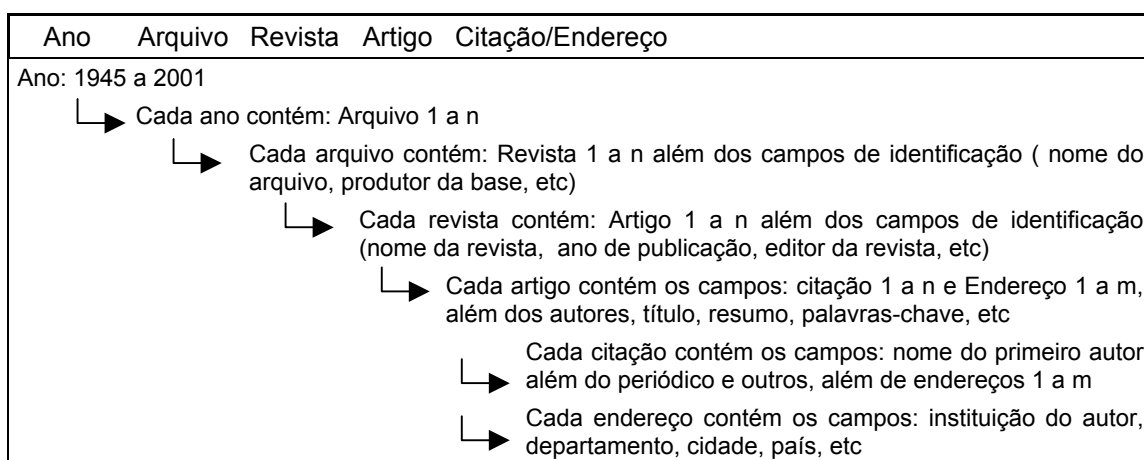 Ano Arquivo Revista Artigo Citação/Endereço
Ano: 1945 a 2001
Cada ano contém: Arquivo 1 a n
Cada arquivo contém: Revista 1 a n além dos campos de identificação ( nome do
arquivo, produtor da base, etc)
Cada revista contém: Artigo 1 a n além dos campos de identificação
(nome da revista, ano de publicação, editor da revista, etc)
Cada artigo contém os campos: citação 1 a n e Endereço 1 a m,
além dos autores, título, resumo, palavras-chave, etc
Cada citação contém os campos: nome do primeiro autor
além do periódico e outros, além de endereços 1 a m
Cada endereço contém os campos: instituição do autor,
departamento, cidade, país, etc